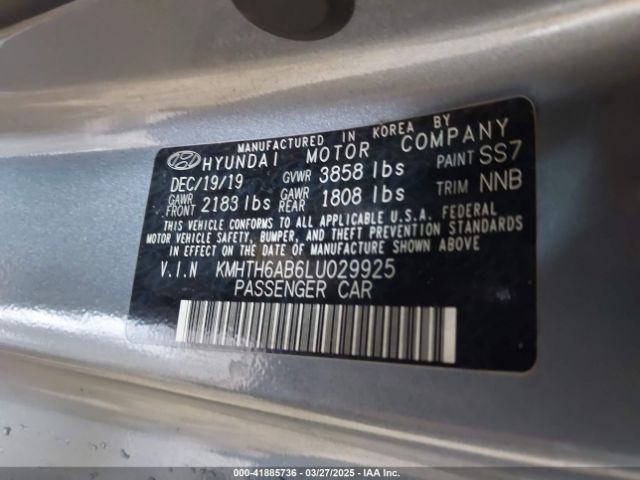 MANUFACTURED IN KOREA BY
HYUNDAI MOTOR COMPANY
DEC/19/19 GVWR 3858 lbs PAINT SS7
GAWR FRONT 2183 lbs GAWR REAR 1808 lbs TRIM NNB
THIS VEHICLE CONFORMS TO ALL APPLICABLE U.S.A. FEDERAL
MOTOR VEHICLE SAFETY, BUMPER, AND THEFT PREVENTION STANDARDS
IN EFFECT ON THE DATE OF MANUFACTURE SHOWN ABOVE.
V.I.N KMHTH6AB6LU029925
PASSENGER CAR
000-41885736 - 03/27/2025 - IAA Inc.